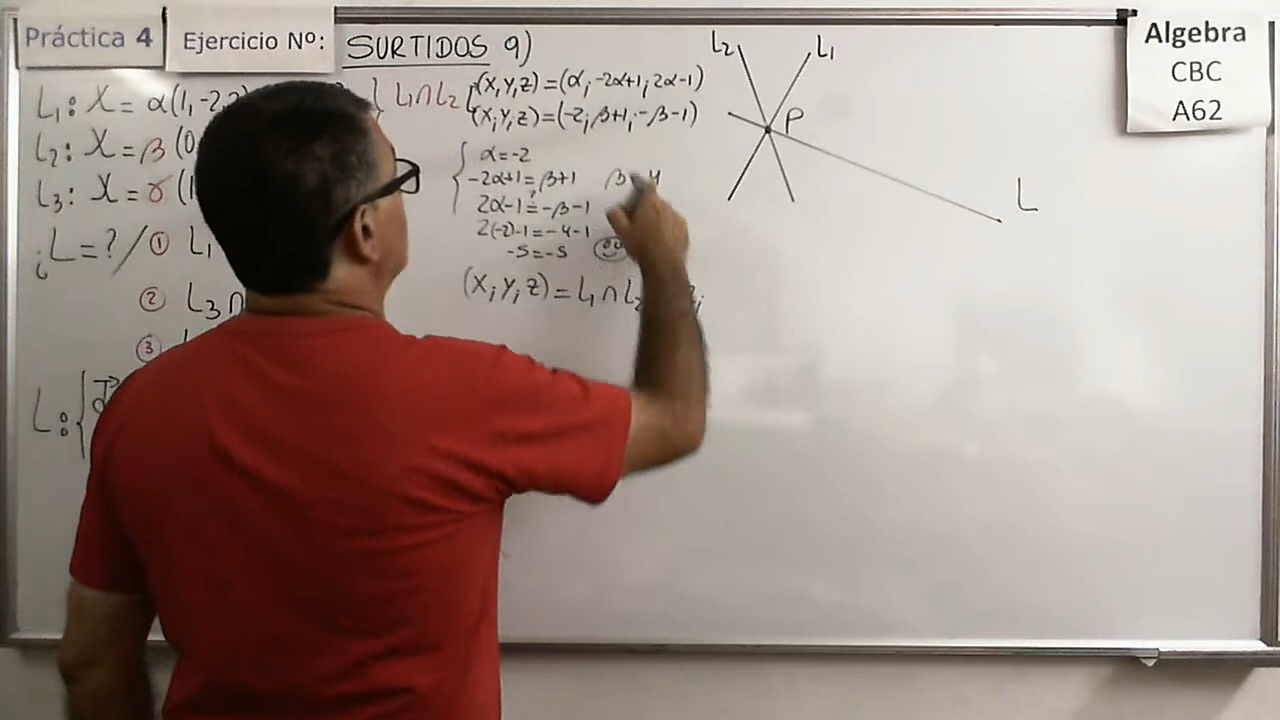 Práctica 4
Ejercicio Nº:
SURTIDOS 9)
Algebra
CBC
A62
L₁: X = α(1,-2,2)
L₂: X = β(0
L₃: X = γ(1
¿L=?/① L₁
② L₃∩
③
L:{
} L₁∩L₂{(x,y,z)=(α;-2α+1;2α-1)
(x,y,z)=(-2;β+1;-β-1)
{α=-2
-2α+1=β+1 β=4
2α-1≟-β-1
2(-2)-1=-4-1
-5=-5
(x;y;z)=L₁∩L₂
L₂
L₁
P
L